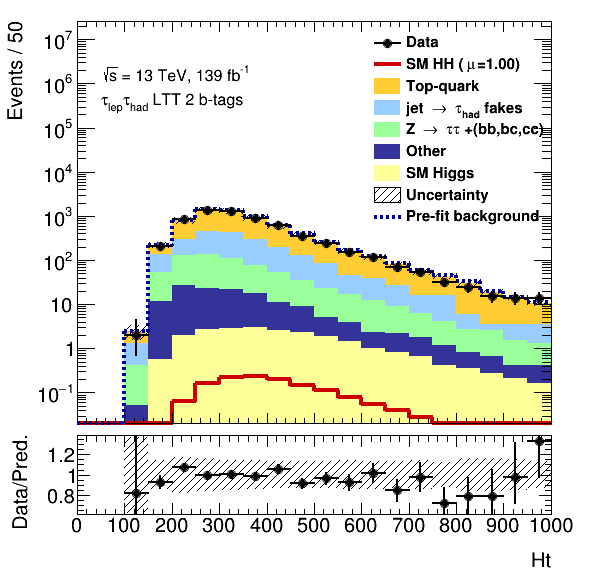 Events / 50
10⁷
10⁶
10⁵
10⁴
10³
10²
10
1
10⁻¹
√s = 13 TeV, 139 fb⁻¹
τlepτhad LTT 2 b-tags
Data
SM HH ( μ=1.00)
Top-quark
jet → τhad fakes
Z → ττ +(bb,bc,cc)
Other
SM Higgs
Uncertainty
Pre-fit background
Data/Pred.
1.2
1
0.8
0 100 200 300 400 500 600 700 800 900 1000
Ht